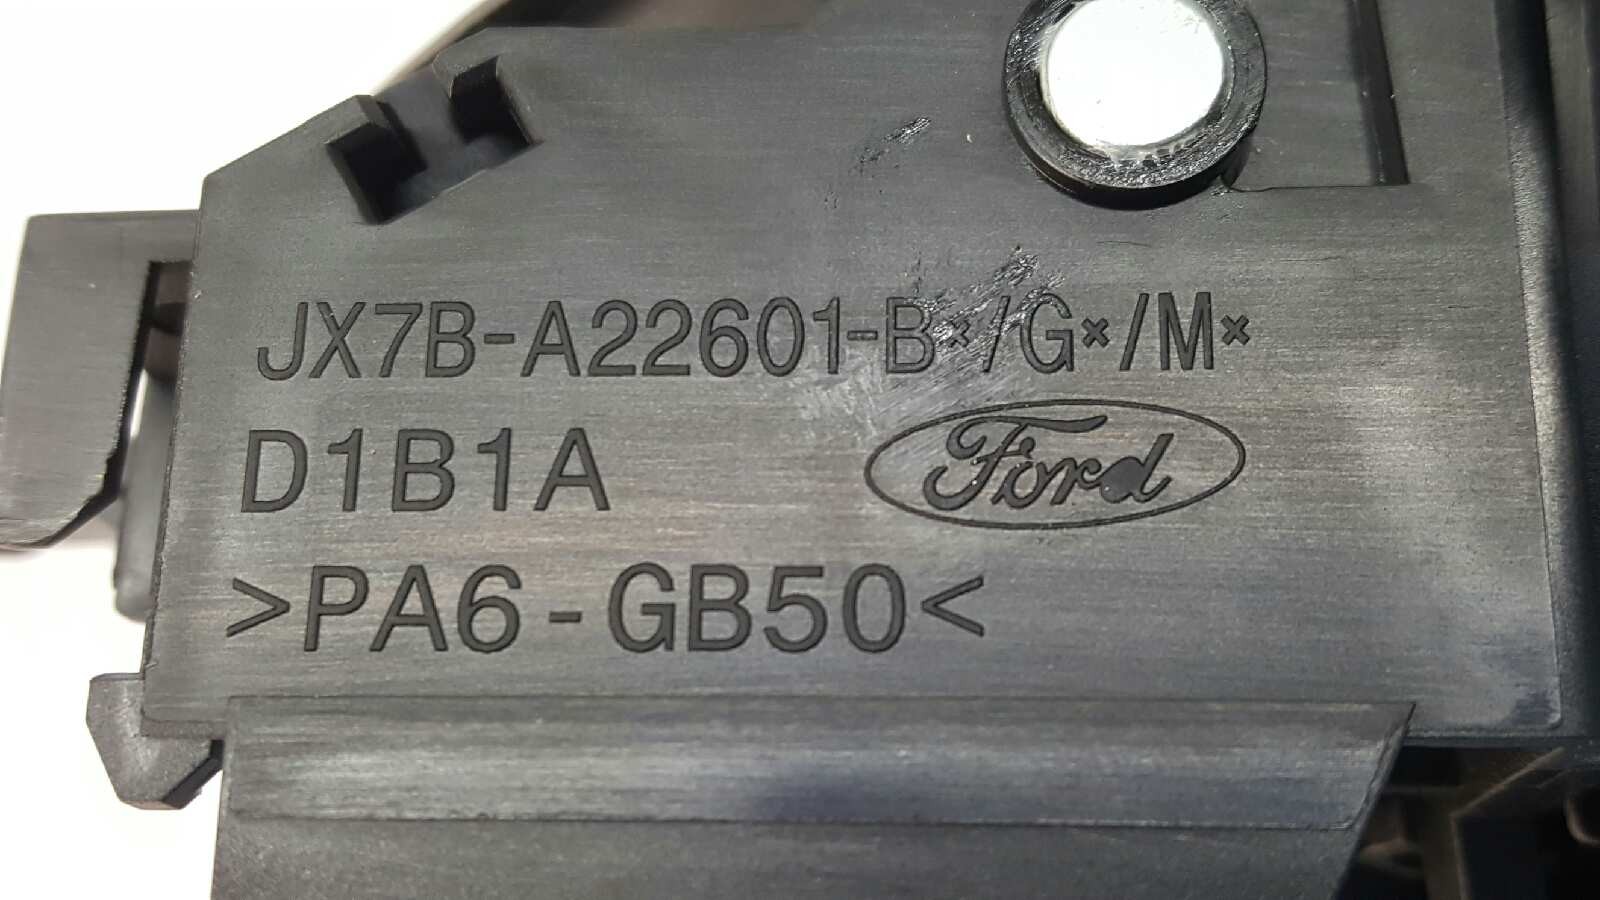 JX7B-A22601-B×/G×/M×
D1B1A
Ford
>PA6-GB50<